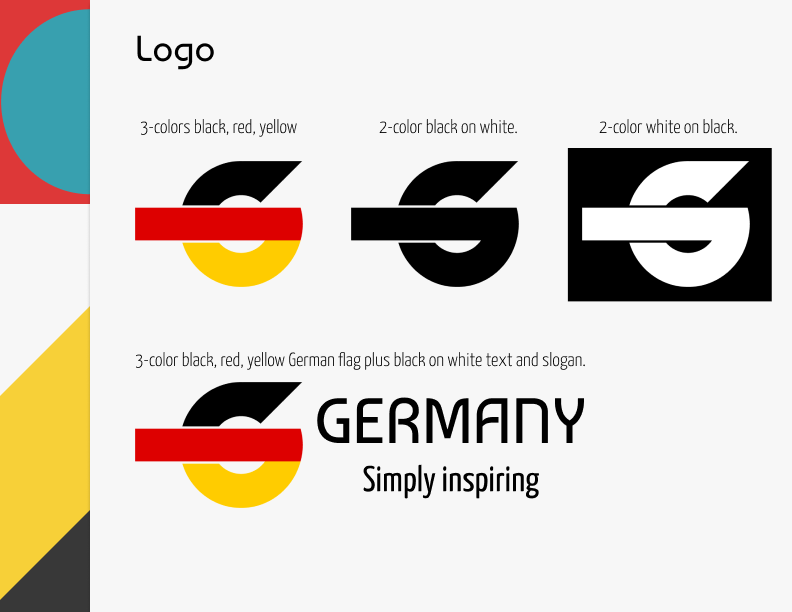 Logo
3-colors black, red, yellow
2-color black on white.
2-color white on black.
3-color black, red, yellow German flag plus black on white text and slogan.
GERMANY
Simply inspiring